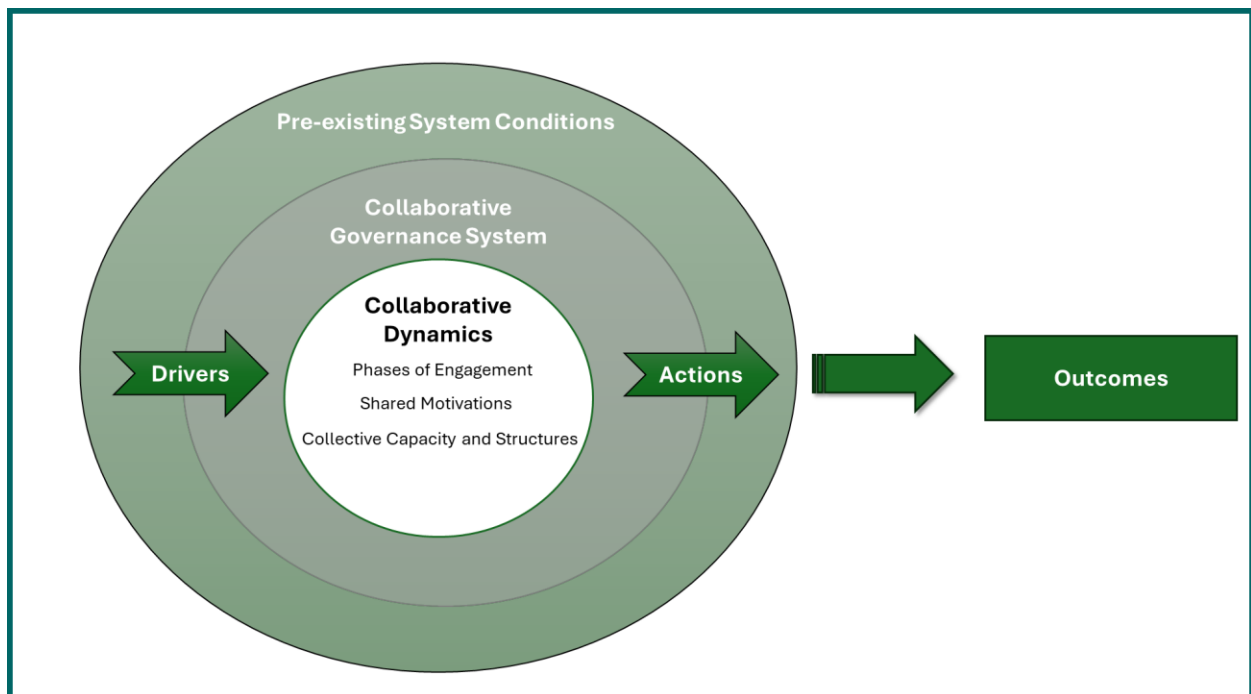 Pre-existing System Conditions
Collaborative
Governance System
Collaborative
Dynamics
Phases of Engagement
Shared Motivations
Collective Capacity and Structures
Drivers
Actions
Outcomes